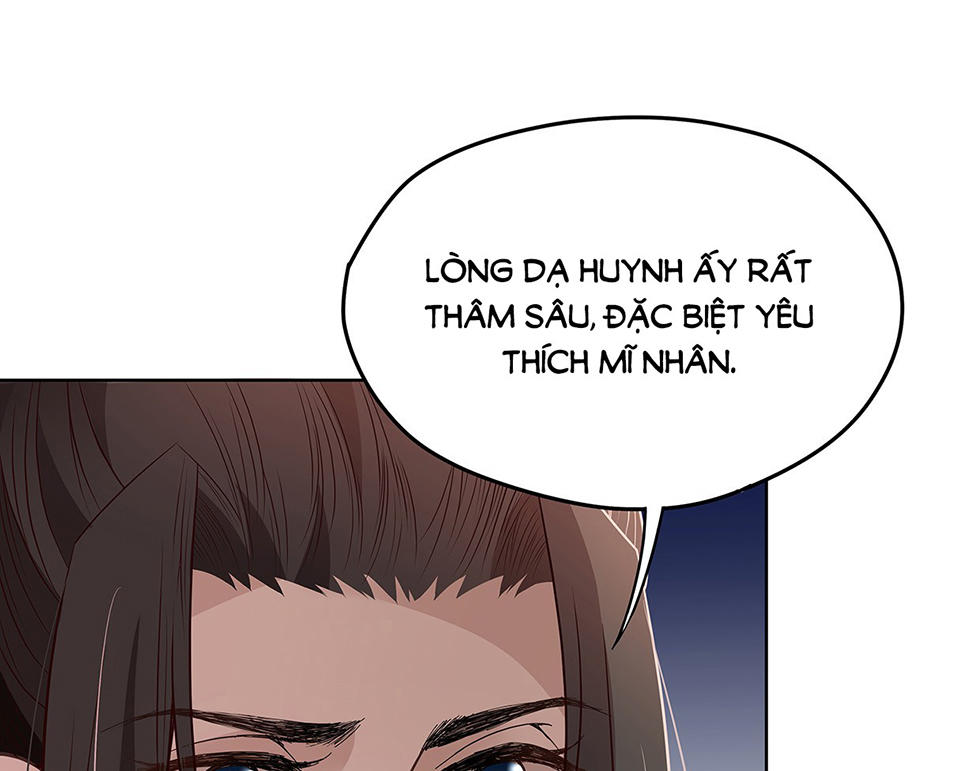 LÒNG DẠ HUYNH ẤY RẤT
THÂM SÂU, ĐẶC BIỆT YÊU
THÍCH MĨ NHÂN.